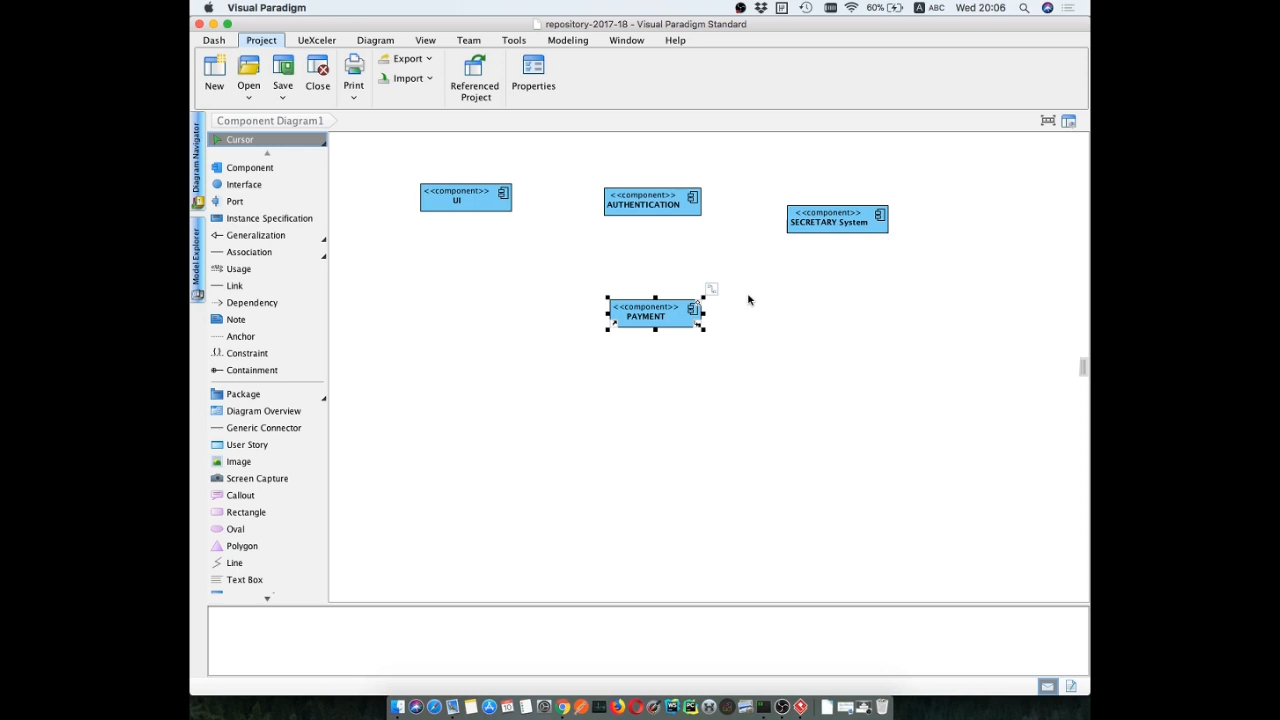 Visual Paradigm
60%
ABC
Wed 20:06
repository-2017-18 - Visual Paradigm Standard
Dash
Project
UeXceler
Diagram
View
Team
Tools
Modeling
Window
Help
New
Open
Save
Close
Print
Export
Import
Referenced
Project
Properties
Component Diagram1
Diagram Navigator
Model Explorer
Cursor
Component
Interface
Port
Instance Specification
Generalization
Association
Usage
Link
Dependency
Note
Anchor
Constraint
Containment
Package
Diagram Overview
Generic Connector
User Story
Image
Screen Capture
Callout
Rectangle
Oval
Polygon
Line
Text Box
<<component>>
UI
<<component>>
AUTHENTICATION
<<component>>
SECRETARY System
<<component>>
PAYMENT